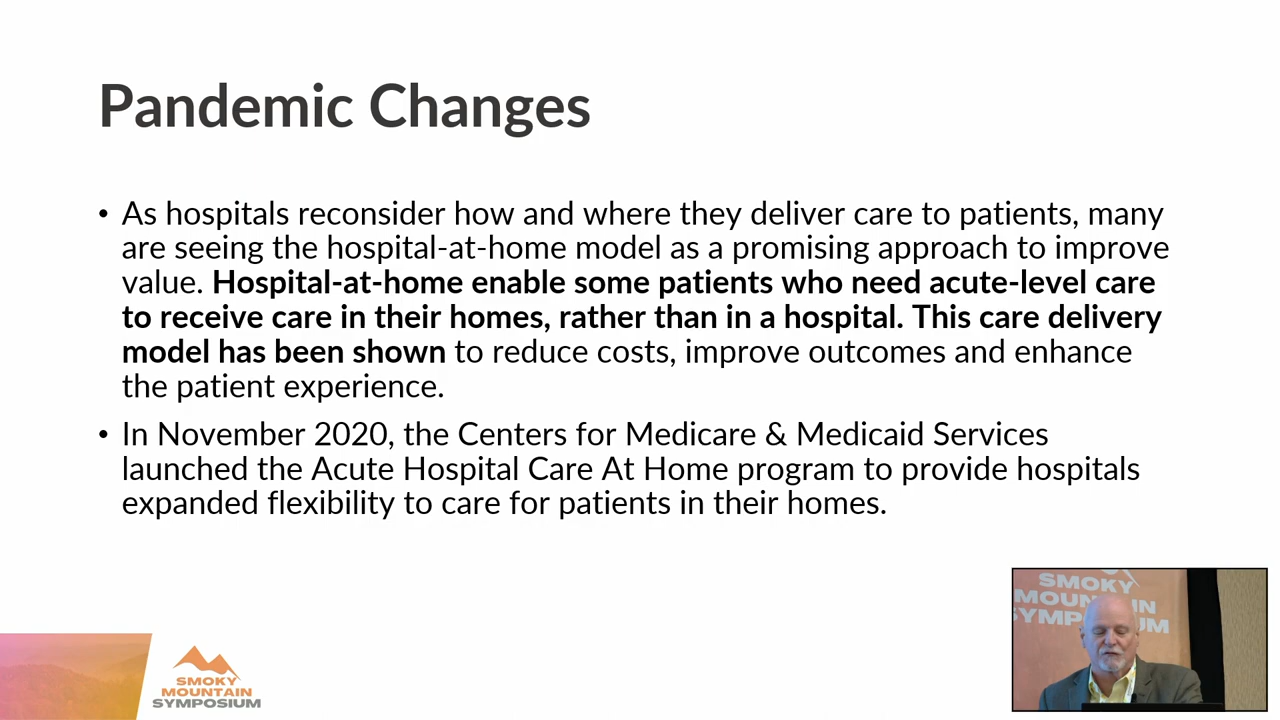 Pandemic Changes
• As hospitals reconsider how and where they deliver care to patients, many
are seeing the hospital-at-home model as a promising approach to improve
value. Hospital-at-home enable some patients who need acute-level care
to receive care in their homes, rather than in a hospital. This care delivery
model has been shown to reduce costs, improve outcomes and enhance
the patient experience.
• In November 2020, the Centers for Medicare & Medicaid Services
launched the Acute Hospital Care At Home program to provide hospitals
expanded flexibility to care for patients in their homes.
SMOKY
MOUNTAIN
SYMPOSIUM
SMOKY